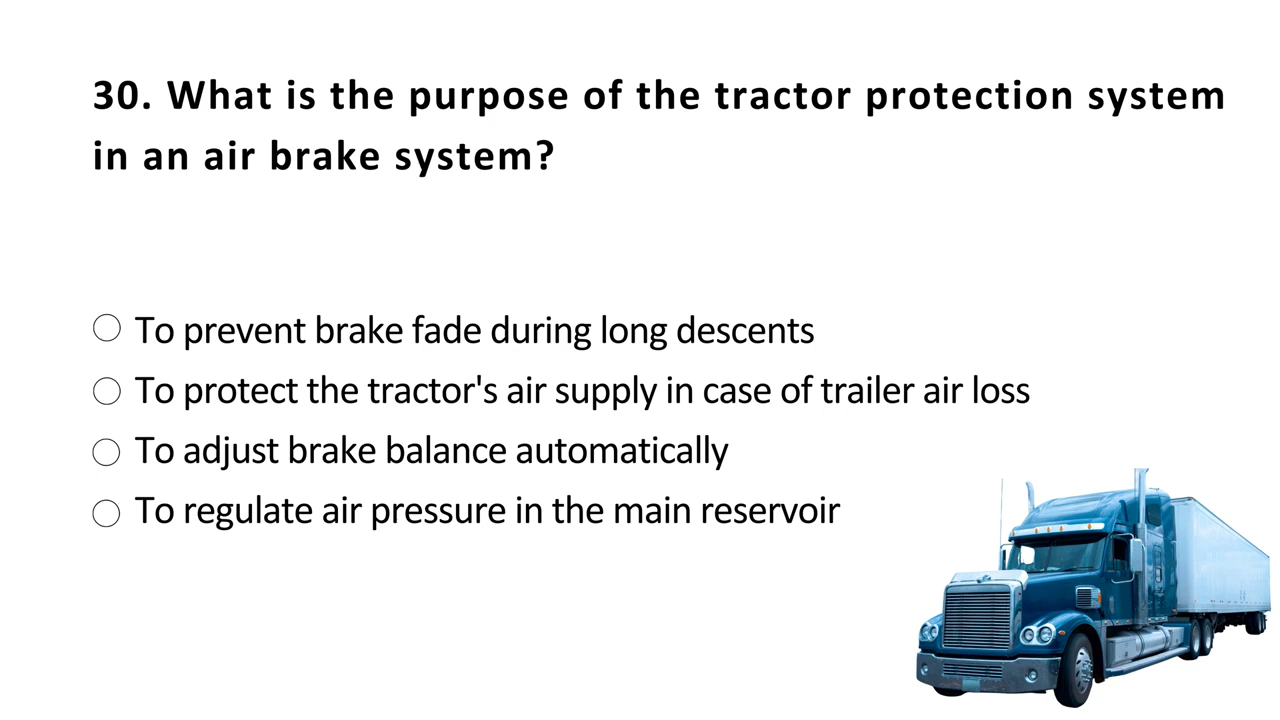 30. What is the purpose of the tractor protection system
in an air brake system?
To prevent brake fade during long descents
To protect the tractor's air supply in case of trailer air loss
To adjust brake balance automatically
To regulate air pressure in the main reservoir